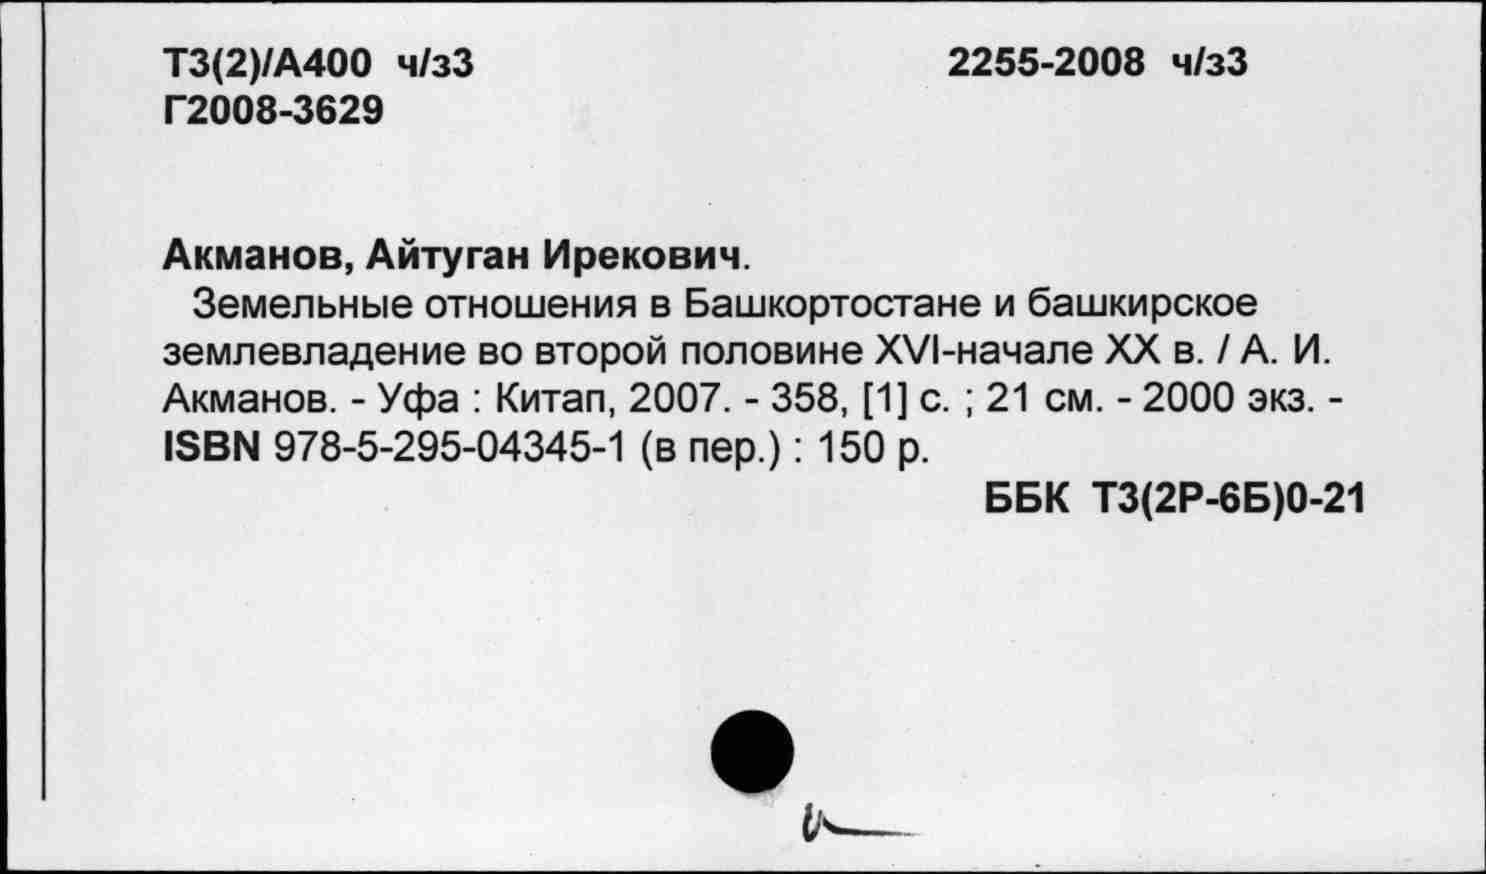 Т3(2)/А400 ч/з3 2255-2008 ч/з3
Г2008-3629
Акманов, Айтуган Ирекович.
Земельные отношения в Башкортостане и башкирское
землевладение во второй половине XVI-начале XX в. / А. И.
Акманов. - Уфа : Китап, 2007. - 358, [1] с. ; 21 см. - 2000 экз. -
ISBN 978-5-295-04345-1 (в пер.) : 150 р.
ББК Т3(2Р-6Б)0-21